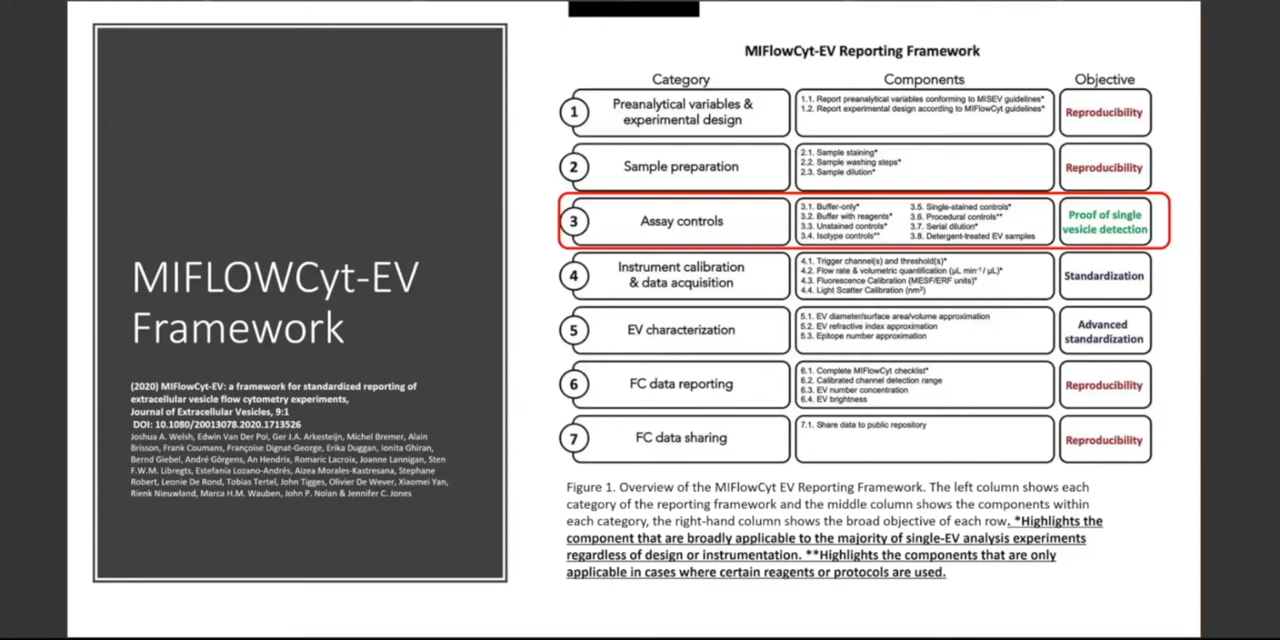 MIFLOWCyt-EV
Framework
(2020) MIFlowCyt-EV: a framework for standardized reporting of
extracellular vesicle flow cytometry experiments,
Journal of Extracellular Vesicles, 9:1
DOI: 10.1080/20013078.2020.1713526
Joshua A. Welsh, Edwin Van Der Pol, Ger J.A. Arkesteijn, Michel Bremer, Alain
Brisson, Frank Coumans, Françoise Dignat-George, Erika Duggan, Ionita Ghiran,
Bernd Giebel, André Görgens, An Hendrix, Romaric Lacroix, Joanne Lannigan, Sten
F.W.M. Libregts, Estefanía Lozano-Andrés, Aizea Morales-Kastresana, Stephane
Robert, Leonie De Rond, Tobias Tertel, John Tigges, Olivier De Wever, Xiaomei Yan,
Rienk Nieuwland, Marca H.M. Wauben, John P. Nolan & Jennifer C. Jones
MIFlowCyt-EV Reporting Framework
Category Components Objective
1
Preanalytical variables &
experimental design
1.1. Report preanalytical variables conforming to MISEV guidelines*
1.2. Report experimental design according to MIFlowCyt guidelines*
Reproducibility
2
Sample preparation
2.1. Sample staining*
2.2. Sample washing steps*
2.3. Sample dilution*
Reproducibility
3
Assay controls
3.1. Buffer-only*
3.2. Buffer with reagents*
3.3. Unstained controls*
3.4. Isotype controls**
3.5. Single-stained controls*
3.6. Procedural controls**
3.7. Serial dilution*
3.8. Detergent-treated EV samples
Proof of single
vesicle detection
4
Instrument calibration
& data acquisition
4.1. Trigger channel(s) and threshold(s)*
4.2. Flow rate & volumetric quantification (µL min⁻¹ / µL)*
4.3. Fluorescence Calibration (MESF/ERF units)*
4.4. Light Scatter Calibration (nm²)
Standardization
5
EV characterization
5.1. EV diameter/surface area/volume approximation
5.2. EV refractive index approximation
5.3. Epitope number approximation
Advanced
standardization
6
FC data reporting
6.1. Complete MIFlowCyt checklist*
6.2. Calibrated channel detection range
6.3. EV number concentration
6.4. EV brightness
Reproducibility
7
FC data sharing
7.1. Share data to public repository
Reproducibility
Figure 1. Overview of the MIFlowCyt EV Reporting Framework. The left column shows each
category of the reporting framework and the middle column shows the components within
each category, the right-hand column shows the broad objective of each row. *Highlights the
component that are broadly applicable to the majority of single-EV analysis experiments
regardless of design or instrumentation. **Highlights the components that are only
applicable in cases where certain reagents or protocols are used.